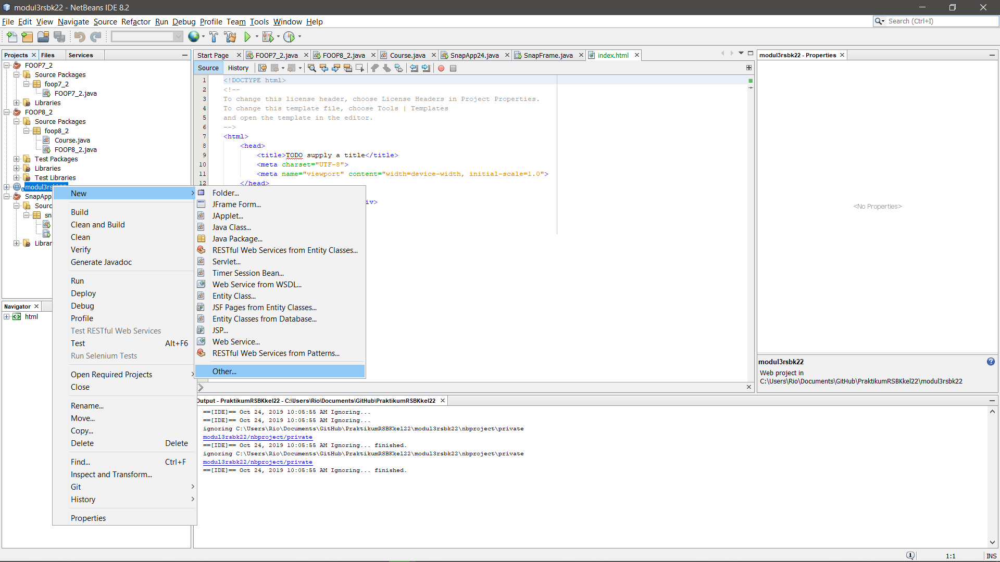 modul3rsbk22 - NetBeans IDE 8.2
File Edit View Navigate Source Refactor Run Debug Profile Team Tools Window Help
Search (Ctrl+I)
Projects Files Services
FOOP7_2
Source Packages
foop7_2
FOOP7_2.java
Libraries
FOOP8_2
Source Packages
foop8_2
Course.java
FOOP8_2.java
Test Packages
Libraries
Test Libraries
SnapApp
Navigator
html
New
Build
Clean and Build
Clean
Verify
Generate Javadoc
Run
Deploy
Debug
Profile
Test RESTful Web Services
Test Alt+F6
Run Selenium Tests
Open Required Projects
Close
Rename...
Move...
Copy...
Delete Delete
Find... Ctrl+F
Inspect and Transform...
Git
History
Properties
Folder...
JFrame Form...
JApplet...
Java Class...
Java Package...
RESTful Web Services from Entity Classes...
Servlet...
Timer Session Bean...
Web Service from WSDL...
Entity Class...
JSF Pages from Entity Classes...
Entity Classes from Database...
JSP...
Web Service...
RESTful Web Services from Patterns...
Other...
Start Page FOOP7_2.java FOOP8_2.java Course.java SnapApp24.java SnapFrame.java index.html
Source History
1 <!DOCTYPE html>
2 <!--
3 To change this license header, choose License Headers in Project Properties.
4 To change this template file, choose Tools | Templates
5 and open the template in the editor.
6 -->
7 <html>
8 <head>
9 <title>TODO supply a title</title>
10 <meta charset="UTF-8">
11 <meta name="viewport" content="width=device-width, initial-scale=1.0">
12 </head>
iv>
modul3rsbk22 - Properties
<No Properties>
modul3rsbk22
Web project in
C:\Users\Rio\Documents\GitHub\PraktikumRSBKkel22\modul3rsbk22
Output - PraktikumRSBKkel22 - C:\Users\Rio\Documents\GitHub\PraktikumRSBKkel22
==[IDE]== Oct 24, 2019 10:05:55 AM Ignoring...
==[IDE]== Oct 24, 2019 10:05:55 AM Ignoring...
ignoring C:\Users\Rio\Documents\GitHub\PraktikumRSBKkel22\modul3rsbk22\nbproject\private
modul3rsbk22/nbproject/private
==[IDE]== Oct 24, 2019 10:05:55 AM Ignoring... finished.
ignoring C:\Users\Rio\Documents\GitHub\PraktikumRSBKkel22\modul3rsbk22\nbproject\private
modul3rsbk22/nbproject/private
==[IDE]== Oct 24, 2019 10:05:55 AM Ignoring... finished.
1:1 INS